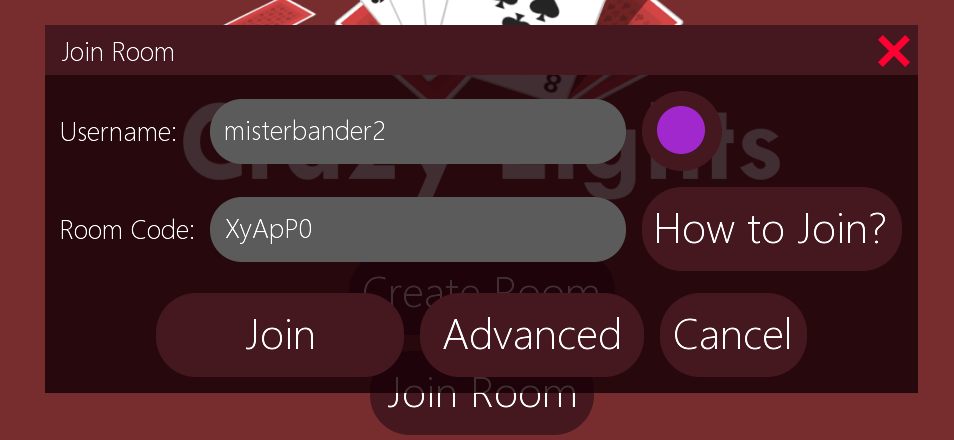 Join Room
8
Crazy Eights
Username:
misterbander2
Room Code:
XyApP0
How to Join?
Create Room
Join
Advanced
Cancel
Join Room